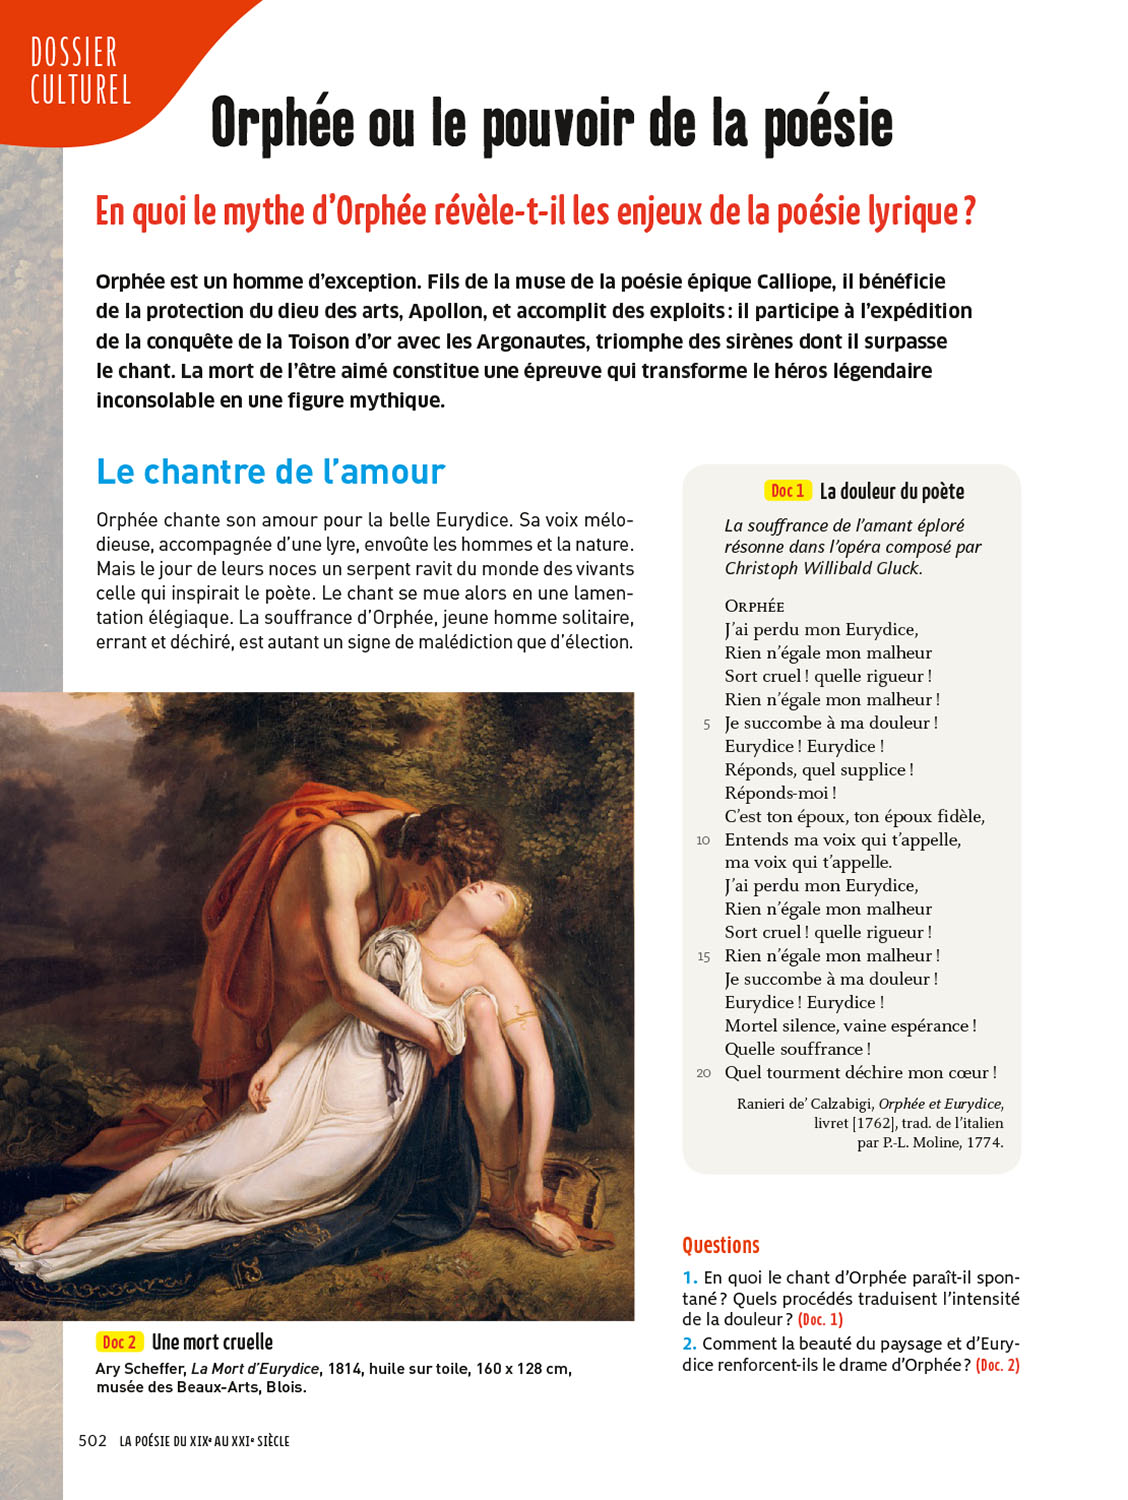 DOSSIER
CULTUREL
Orphée ou le pouvoir de la poésie
En quoi le mythe d’Orphée révèle-t-il les enjeux de la poésie lyrique ?
Orphée est un homme d’exception. Fils de la muse de la poésie épique Calliope, il bénéficie
de la protection du dieu des arts, Apollon, et accomplit des exploits : il participe à l’expédition
de la conquête de la Toison d’or avec les Argonautes, triomphe des sirènes dont il surpasse
le chant. La mort de l’être aimé constitue une épreuve qui transforme le héros légendaire
inconsolable en une figure mythique.
Le chantre de l’amour
Orphée chante son amour pour la belle Eurydice. Sa voix mélo-
dieuse, accompagnée d’une lyre, envoûte les hommes et la nature.
Mais le jour de leurs noces un serpent ravit du monde des vivants
celle qui inspirait le poète. Le chant se mue alors en une lamen-
tation élégiaque. La souffrance d’Orphée, jeune homme solitaire,
errant et déchiré, est autant un signe de malédiction que d’élection.
Doc 2 Une mort cruelle
Ary Scheffer, La Mort d’Eurydice, 1814, huile sur toile, 160 x 128 cm,
musée des Beaux-Arts, Blois.
Doc 1 La douleur du poète
La souffrance de l’amant éploré
résonne dans l’opéra composé par
Christoph Willibald Gluck.
ORPHÉE
J’ai perdu mon Eurydice,
Rien n’égale mon malheur
Sort cruel ! quelle rigueur !
Rien n’égale mon malheur !
5 Je succombe à ma douleur !
Eurydice ! Eurydice !
Réponds, quel supplice !
Réponds-moi !
C’est ton époux, ton époux fidèle,
10 Entends ma voix qui t’appelle,
ma voix qui t’appelle.
J’ai perdu mon Eurydice,
Rien n’égale mon malheur
Sort cruel ! quelle rigueur !
15 Rien n’égale mon malheur !
Je succombe à ma douleur !
Eurydice ! Eurydice !
Mortel silence, vaine espérance !
Quelle souffrance !
20 Quel tourment déchire mon cœur !
Ranieri de’ Calzabigi, Orphée et Eurydice,
livret [1762], trad. de l’italien
par P.-L. Moline, 1774.
Questions
1. En quoi le chant d’Orphée paraît-il spon-
tané ? Quels procédés traduisent l’intensité
de la douleur ? (Doc. 1)
2. Comment la beauté du paysage et d’Eury-
dice renforcent-ils le drame d’Orphée ? (Doc. 2)
502 LA POÉSIE DU XIXe AU XXIe SIÈCLE